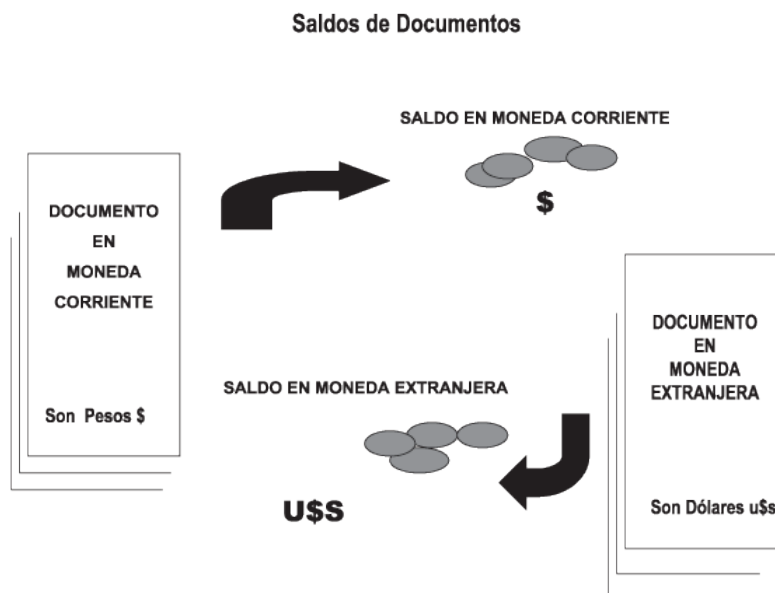 Saldos de Documentos
SALDO EN MONEDA CORRIENTE
$
DOCUMENTO
EN
MONEDA
CORRIENTE
Son Pesos $
DOCUMENTO
EN
MONEDA
EXTRANJERA
Son Dólares u$s
SALDO EN MONEDA EXTRANJERA
U$S